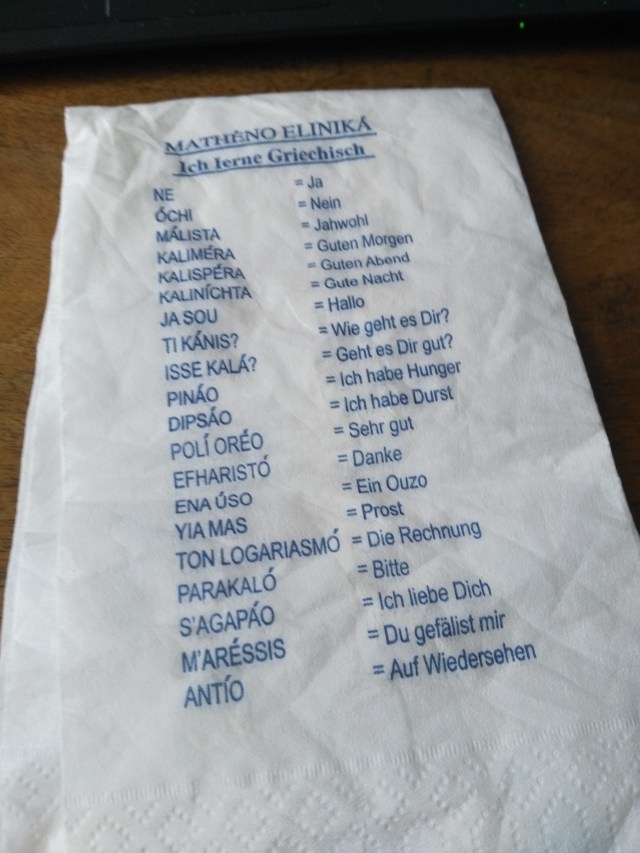 MATHÉNO ELINIKÁ
Ich lerne Griechisch
NE = Ja
ÓCHI = Nein
MÁLISTA = Jahwohl
KALIMÉRA = Guten Morgen
KALISPÉRA = Guten Abend
KALINÍCHTA = Gute Nacht
JA SOU = Hallo
TI KÁNIS? = Wie geht es Dir?
ISSE KALÁ? = Geht es Dir gut?
PINÁO = Ich habe Hunger
DIPSÁO = Ich habe Durst
POLÍ ORÉO = Sehr gut
EFHARISTÓ = Danke
ENA ÚSO = Ein Ouzo
YIA MAS = Prost
TON LOGARIASMÓ = Die Rechnung
PARAKALÓ = Bitte
S'AGAPÁO = Ich liebe Dich
M'ARÉSSIS = Du gefälist mir
ANTÍO = Auf Wiedersehen